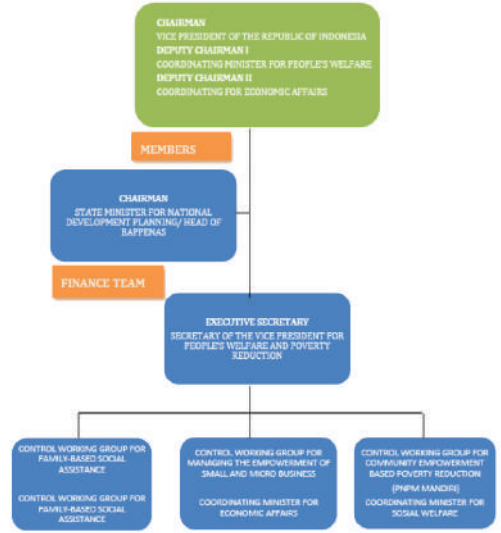 CHAIRMAN
VICE PRESIDENT OF THE REPUBLIC OF INDONESIA
DEPUTY CHAIRMAN I
COORDINATING MINISTER FOR PEOPLE'S WELFARE
DEPUTY CHAIRMAN II
COORDINATING FOR ECONOMIC AFFAIRS
MEMBERS
CHAIRMAN
STATE MINISTER FOR NATIONAL
DEVELOPMENT PLANNING/ HEAD OF
BAPPENAS
FINANCE TEAM
EXECUTIVE SECRETARY
SECRETARY OF THE VICE PRESIDENT FOR
PEOPLE'S WELFARE AND POVERTY
REDUCTION
CONTROL WORKING GROUP FOR
FAMILY-BASED SOCIAL
ASSISTANCE
CONTROL WORKING GROUP FOR
FAMILY-BASED SOCIAL
ASSISTANCE
CONTROL WORKING GROUP FOR
MANAGING THE EMPOWERMENT OF
SMALL AND MICRO BUSINESS
COORDINATING MINISTER FOR
ECONOMIC AFFAIRS
CONTROL WORKING GROUP FOR
COMMUNITY EMPOWERMENT
BASED POVERTY REDUCTION
(PNPM MANDIRI)
COORDINATING MINISTER FOR
SOSIAL WELFARE